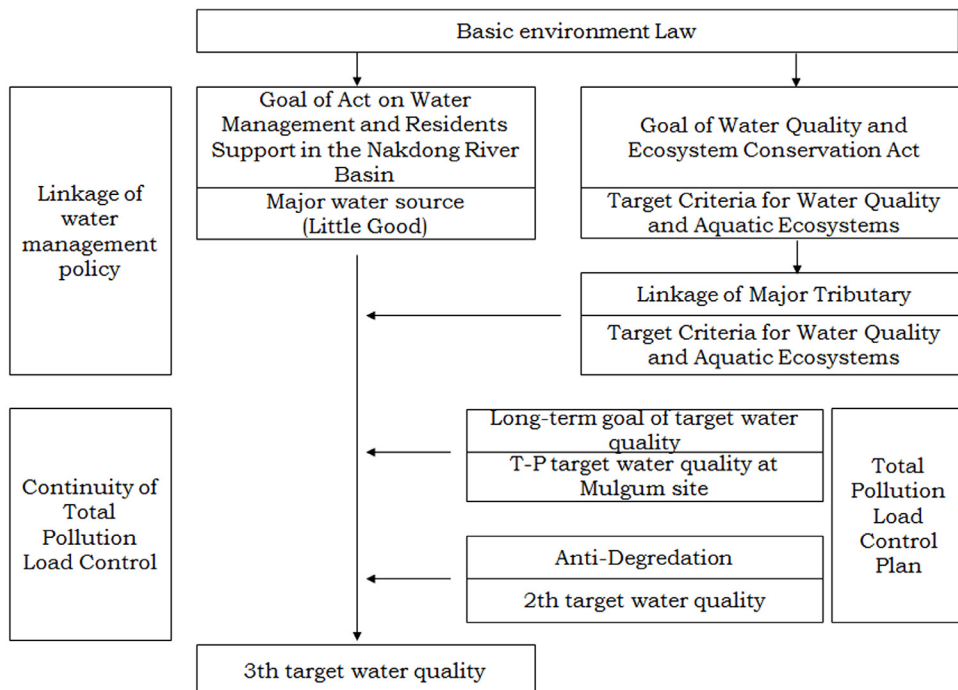 Basic environment Law
Goal of Act on Water
Management and Residents
Support in the Nakdong River
Basin
Major water source
(Little Good)
Goal of Water Quality and
Ecosystem Conservation Act
Target Criteria for Water Quality
and Aquatic Ecosystems
Linkage of
water
management
policy
Linkage of Major Tributary
Target Criteria for Water Quality
and Aquatic Ecosystems
Continuity of
Total
Pollution
Load Control
Long-term goal of target water
quality
T-P target water quality at
Mulgum site
Anti-Degredation
2th target water quality
Total
Pollution
Load
Control
Plan
3th target water quality